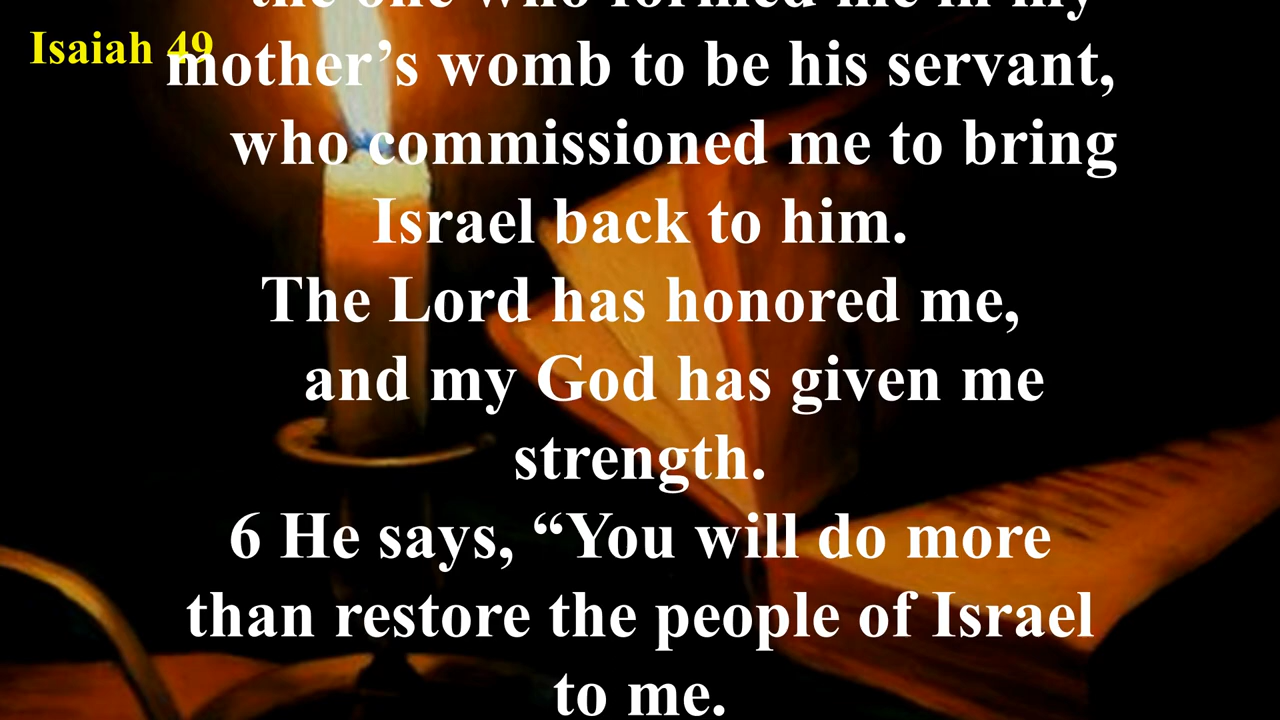 the one who formed me in my
Isaiah 49
mother’s womb to be his servant,
who commissioned me to bring
Israel back to him.
The Lord has honored me,
and my God has given me
strength.
6 He says, “You will do more
than restore the people of Israel
to me.